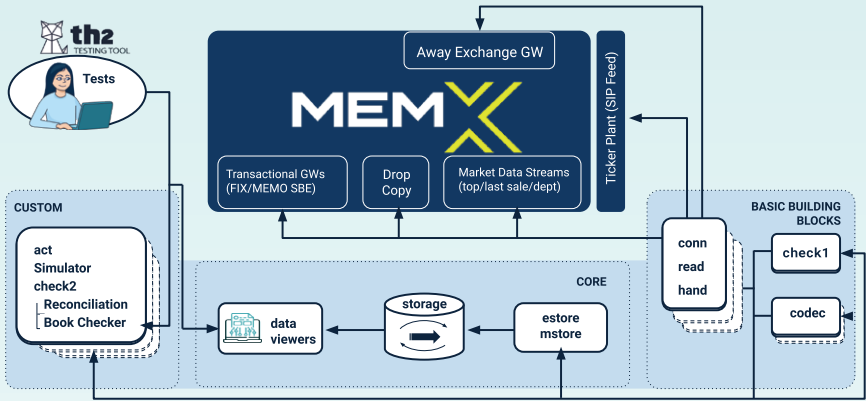 th2
TESTING TOOL
Tests
Away Exchange GW
MEMX
Ticker Plant (SIP Feed)
Transactional GWs
(FIX/MEMO SBE)
Drop
Copy
Market Data Streams
(top/last sale/dept)
CUSTOM
act
Simulator
check2
Reconciliation
Book Checker
CORE
data
viewers
storage
estore
mstore
BASIC BUILDING
BLOCKS
conn
read
hand
check1
codec